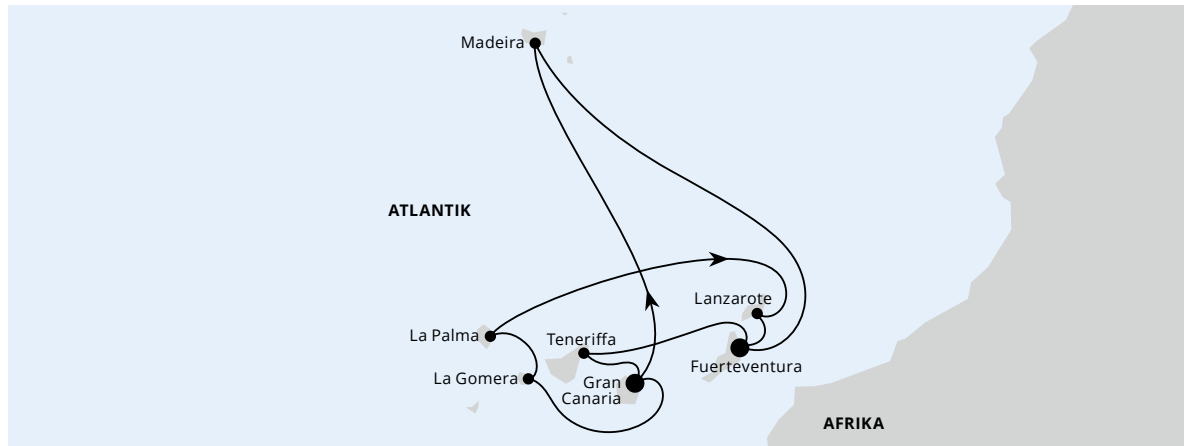 Madeira
ATLANTIK
Lanzarote
La Palma
Teneriffa
Fuerteventura
La Gomera
Gran
Canaria
AFRIKA